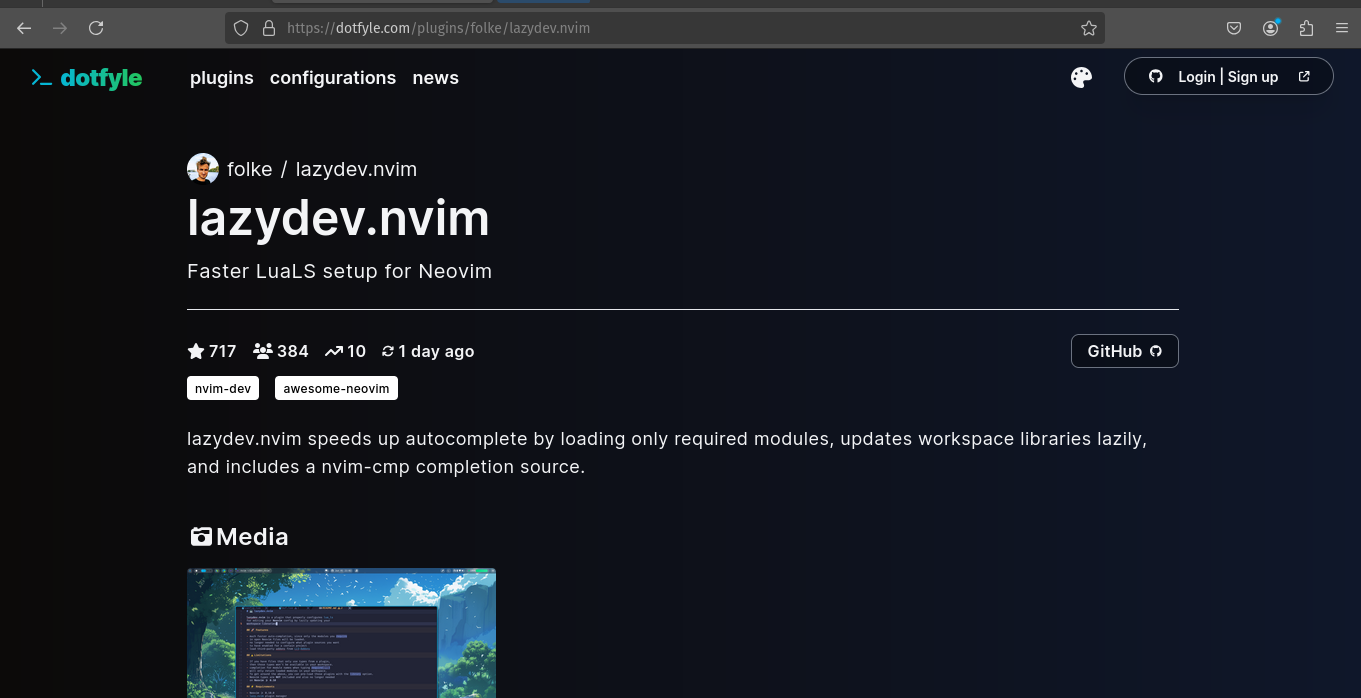 https://dotfyle.com/plugins/folke/lazydev.nvim
dotfyle
plugins configurations news
Login | Sign up
folke / lazydev.nvim
lazydev.nvim
Faster LuaLS setup for Neovim
717 384 10 1 day ago
GitHub
nvim-dev awesome-neovim
lazydev.nvim speeds up autocomplete by loading only required modules, updates workspace libraries lazily,
and includes a nvim-cmp completion source.
Media